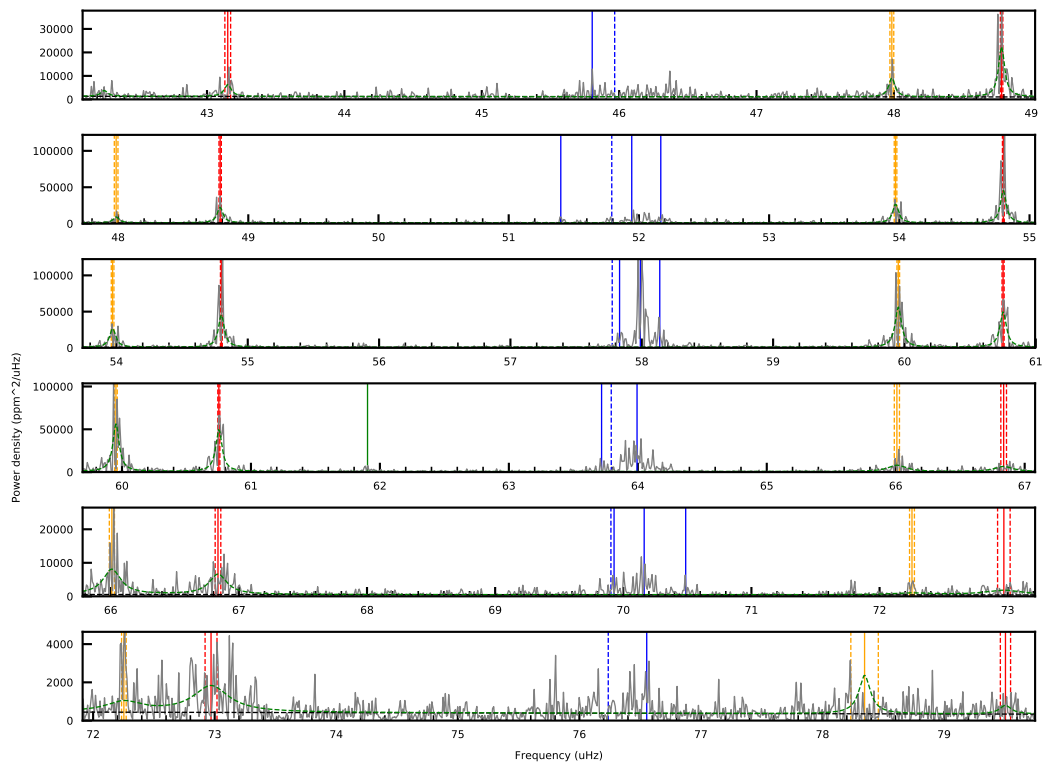 30000
20000
10000
0
43 44 45 46 47 48 49
100000
50000
0
48 49 50 51 52 53 54 55
100000
50000
0
54 55 56 57 58 59 60 61
Power density (ppm^2/uHz)
100000
50000
0
60 61 62 63 64 65 66 67
20000
10000
0
66 67 68 69 70 71 72 73
4000
2000
0
72 73 74 75 76 77 78 79
Frequency (uHz)